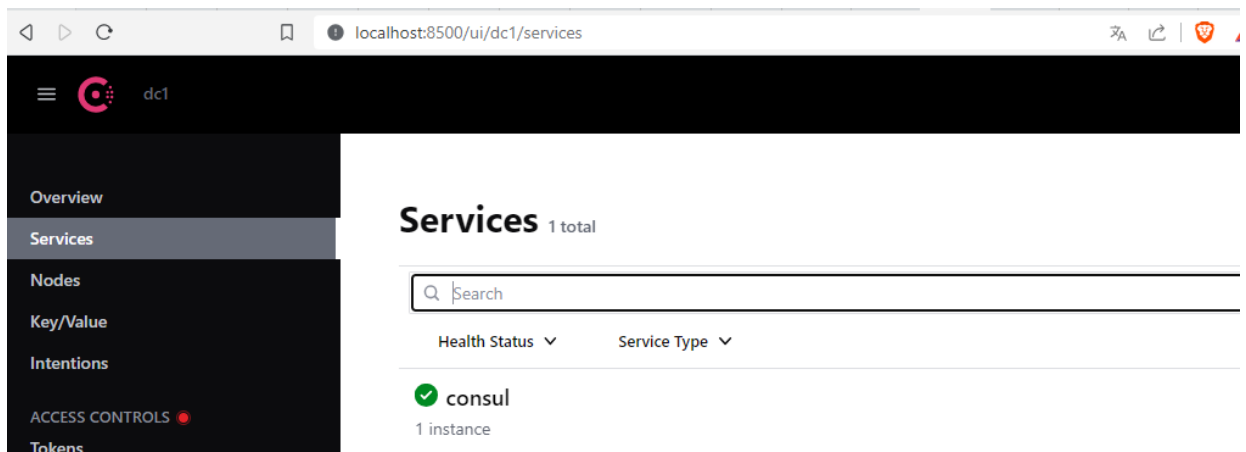 localhost:8500/ui/dc1/services
dc1
Overview
Services
Nodes
Key/Value
Intentions
ACCESS CONTROLS
Tokens
Services 1 total
Search
Health Status
Service Type
consul
1 instance